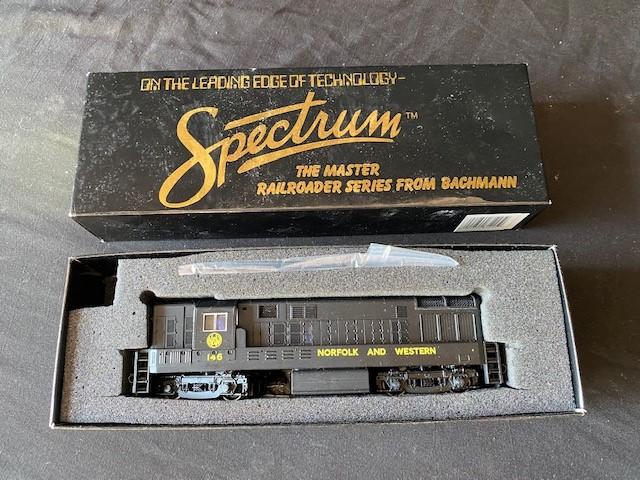 ON THE LEADING EDGE OF TECHNOLOGY-
Spectrum™
THE MASTER
RAILROADER SERIES FROM BACHMANN
146
NORFOLK AND WESTERN